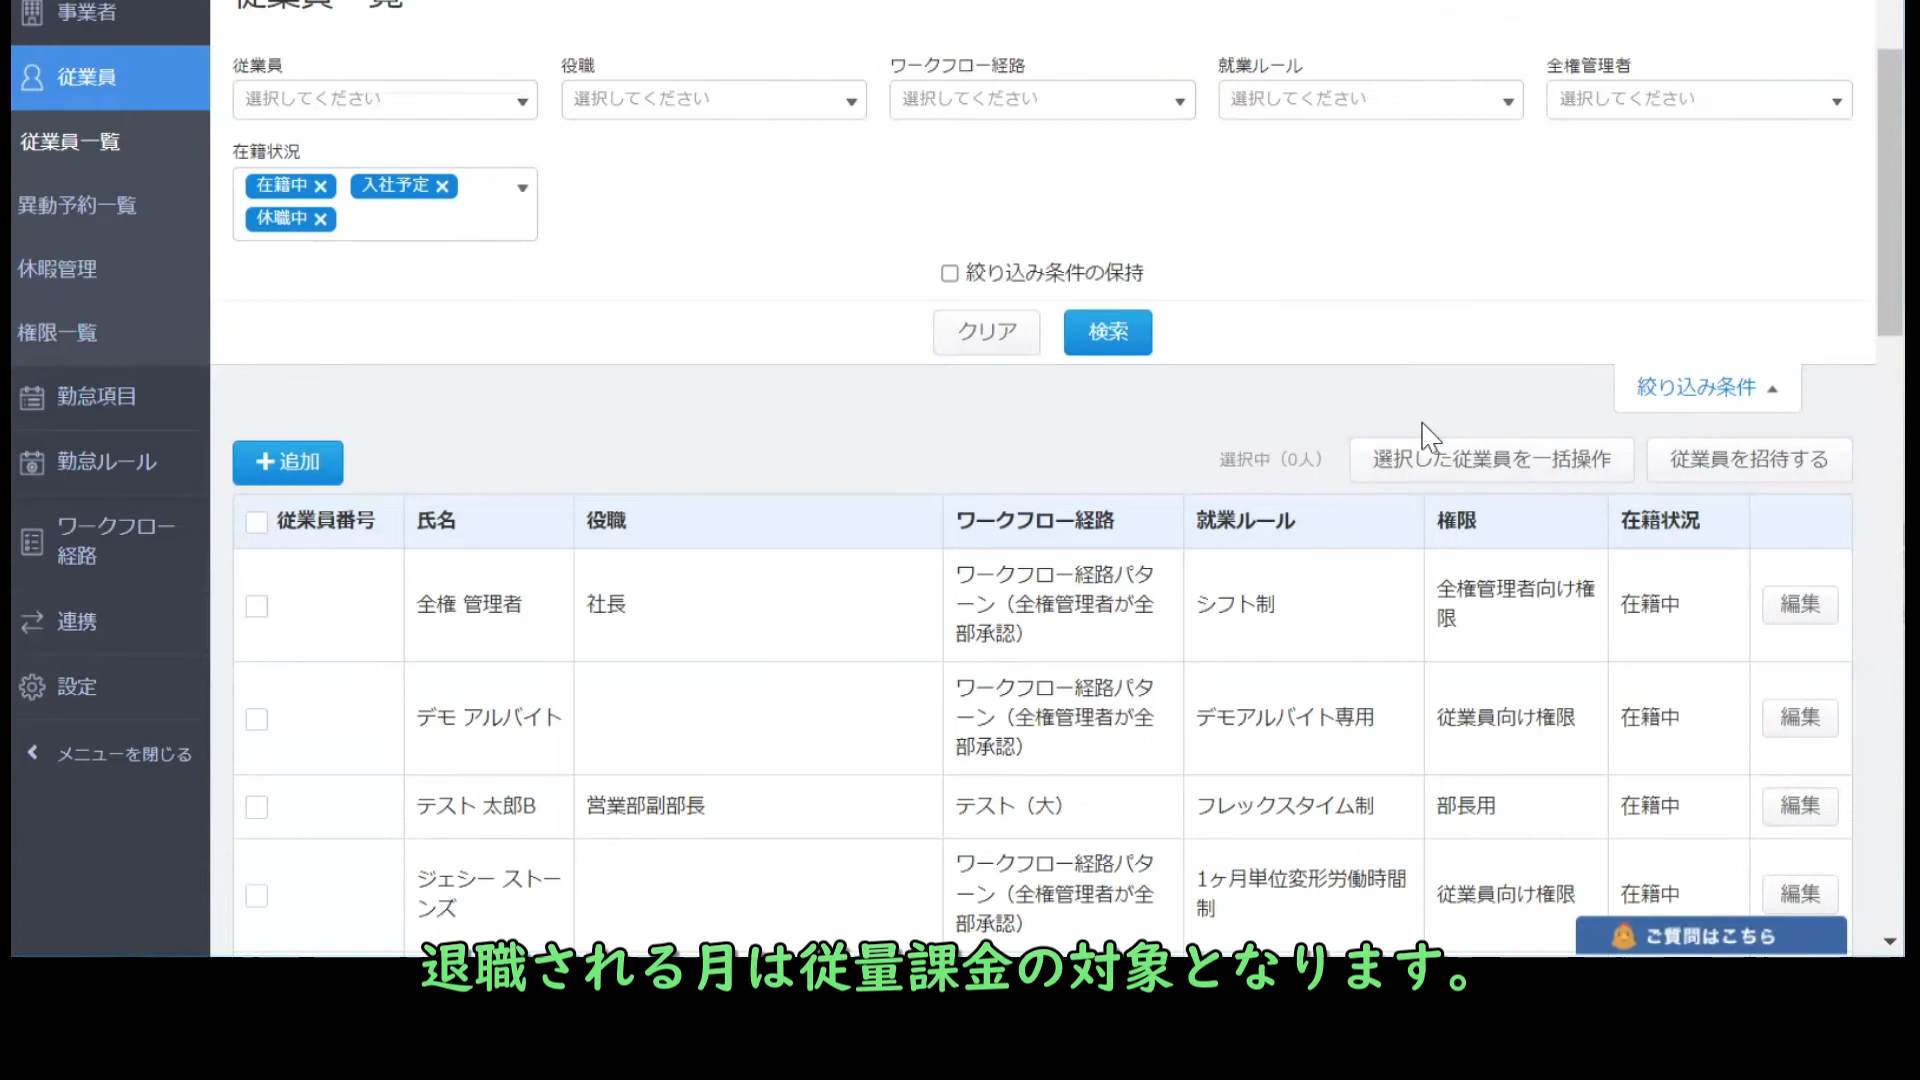 事業者
従業員一覧
従業員
従業員一覧
異動予約一覧
休暇管理
権限一覧
勤怠項目
勤怠ルール
ワークフロー
経路
連携
設定
メニューを閉じる
従業員
役職
ワークフロー経路
就業ルール
全権管理者
選択してください
選択してください
選択してください
選択してください
選択してください
在籍状況
在籍中 ×
入社予定 ×
休職中 ×
絞り込み条件の保持
クリア
検索
絞り込み条件
+追加
選択中（0人）
選択した従業員を一括操作
従業員を招待する
従業員番号
氏名
役職
ワークフロー経路
就業ルール
権限
在籍状況
全権 管理者
社長
ワークフロー経路パタ
ーン（全権管理者が全
部承認）
シフト制
全権管理者向け権
限
在籍中
編集
デモ アルバイト
ワークフロー経路パタ
ーン（全権管理者が全
部承認）
デモアルバイト専用
従業員向け権限
在籍中
編集
テスト 太郎B
営業部副部長
テスト（大）
フレックスタイム制
部長用
在籍中
編集
ジェシー ストー
ンズ
ワークフロー経路パタ
ーン（全権管理者が全
部承認）
1ヶ月単位変形労働時間
制
従業員向け権限
在籍中
編集
ご質問はこちら
退職される月は従量課金の対象となります。